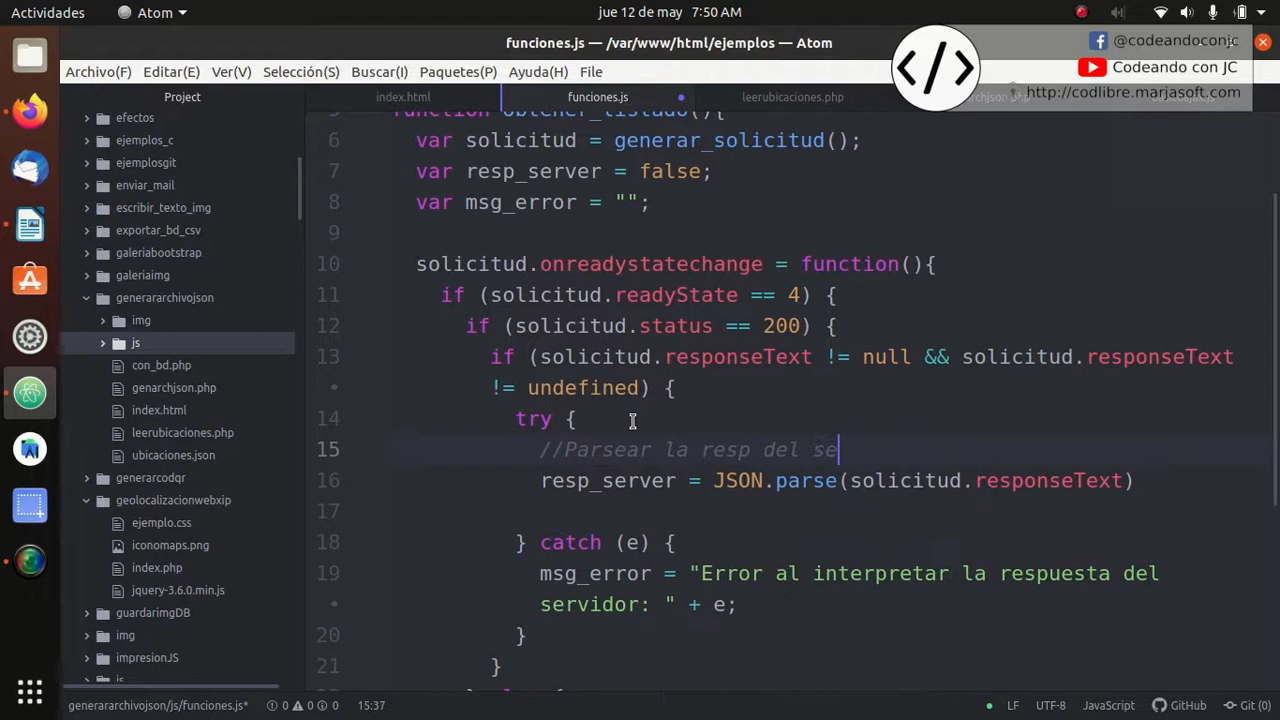 Actividades
Atom
jue 12 de may 7:50 AM
funciones.js — /var/www/html/ejemplos — Atom
@codeandoconjc
Codeando con JC
http://codlibre.marjasoft.com
Archivo(F) Editar(E) Ver(V) Selección(S) Buscar(I) Paquetes(P) Ayuda(H) File
Project
index.html
funciones.js
leerubicaciones.php
efectos
ejemplos_c
ejemplosgit
enviar_mail
escribir_texto_img
exportar_bd_csv
galeriabootstrap
galeriaimg
generararchivojson
img
js
con_bd.php
genarchjson.php
index.html
leerubicaciones.php
ubicaciones.json
generarcodqr
geolocalizacionwebxip
ejemplo.css
iconomaps.png
index.php
jquery-3.6.0.min.js
guardarimgDB
img
impresionJS
js
5 function obtener_listado(){
6 var solicitud = generar_solicitud();
7 var resp_server = false;
8 var msg_error = "";
9
10 solicitud.onreadystatechange = function(){
11 if (solicitud.readyState == 4) {
12 if (solicitud.status == 200) {
13 if (solicitud.responseText != null && solicitud.responseText
• != undefined) {
14 try {
15 //Parsear la resp del se
16 resp_server = JSON.parse(solicitud.responseText)
17
18 } catch (e) {
19 msg_error = "Error al interpretar la respuesta del
• servidor: " + e;
20 }
21 }
generararchivojson/js/funciones.js* 0 0 0 15:37
LF UTF-8 JavaScript GitHub Git (0)